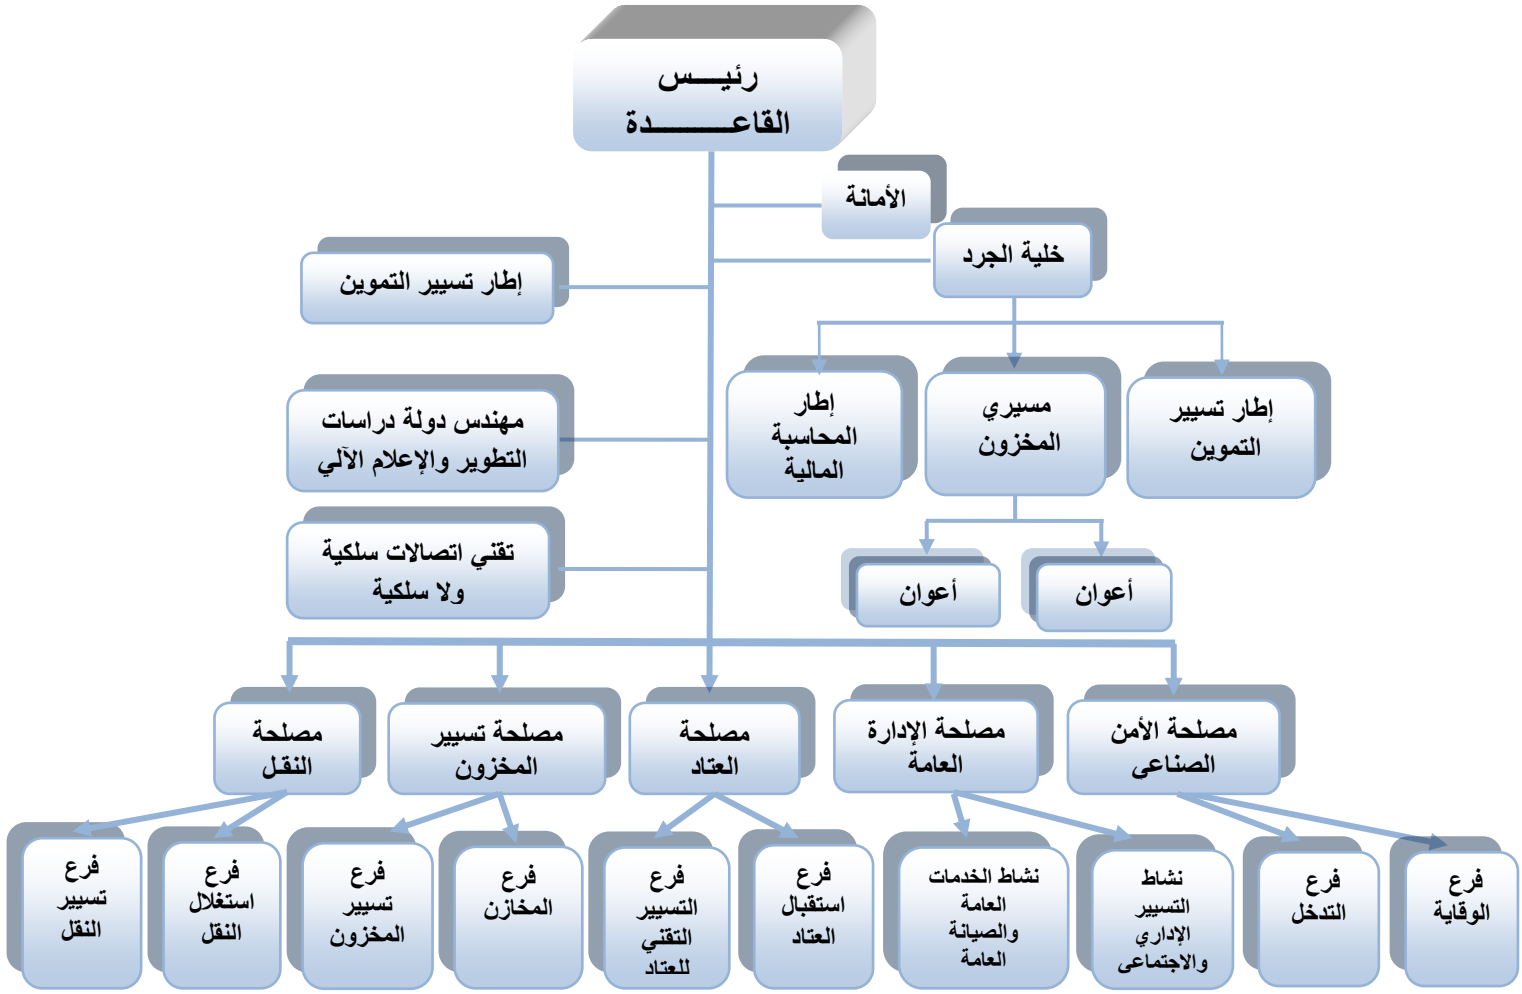 رئيـــس
القاعـــــــــدة
الأمانة
خلية الجرد
إطار تسيير التموين
إطار
المحاسبة
المالية
مسيري
المخزون
إطار تسيير
التموين
مهندس دولة دراسات
التطوير والإعلام الآلي
تقني اتصالات سلكية
ولا سلكية
أعوان
أعوان
مصلحة الأمن
الصناعى
مصلحة الإدارة
العامة
مصلحة
العتاد
مصلحة تسيير
المخزون
مصلحة
النقل
فرع
الوقاية
فرع
التدخل
نشاط
التسيير
الإداري
والاجتماعى
نشاط الخدمات
العامة
والصيانة
العامة
فرع
استقبال
العتاد
فرع
التسيير
التقني
للعتاد
فرع
المخازن
فرع
تسيير
المخزون
فرع
استغلال
النقل
فرع
تسيير
النقل